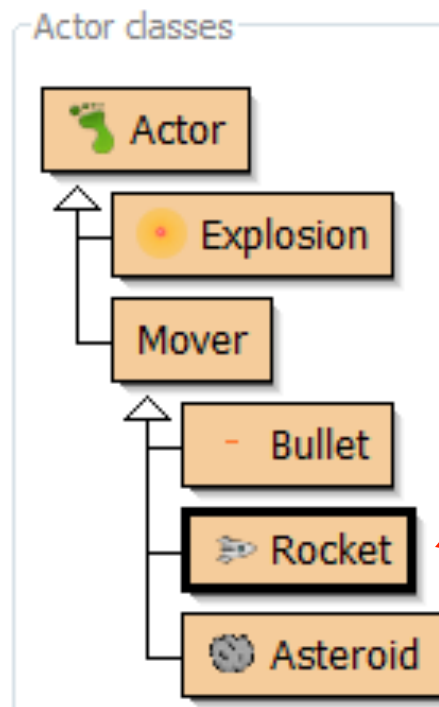 Actor classes
Actor
Explosion
Mover
Bullet
Rocket
Asteroid